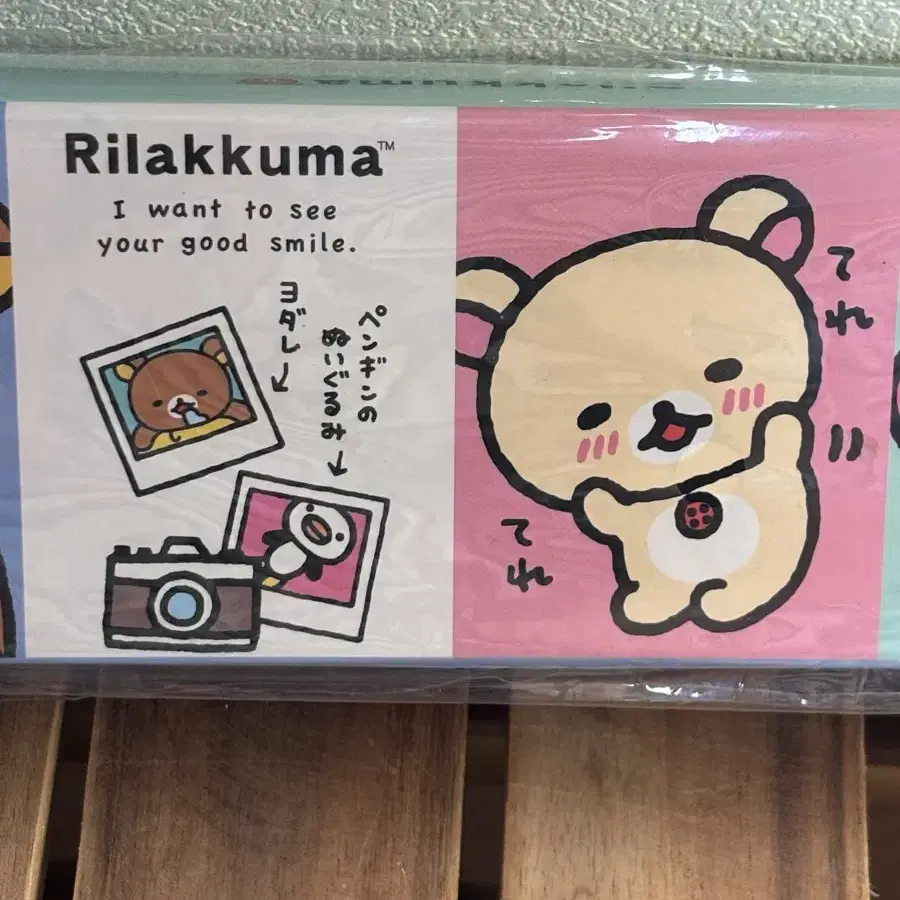 Rilakkuma™
I want to see
your good smile.
ヨダレ
ペンギンの
ぬいぐるみ
てれ
てれ